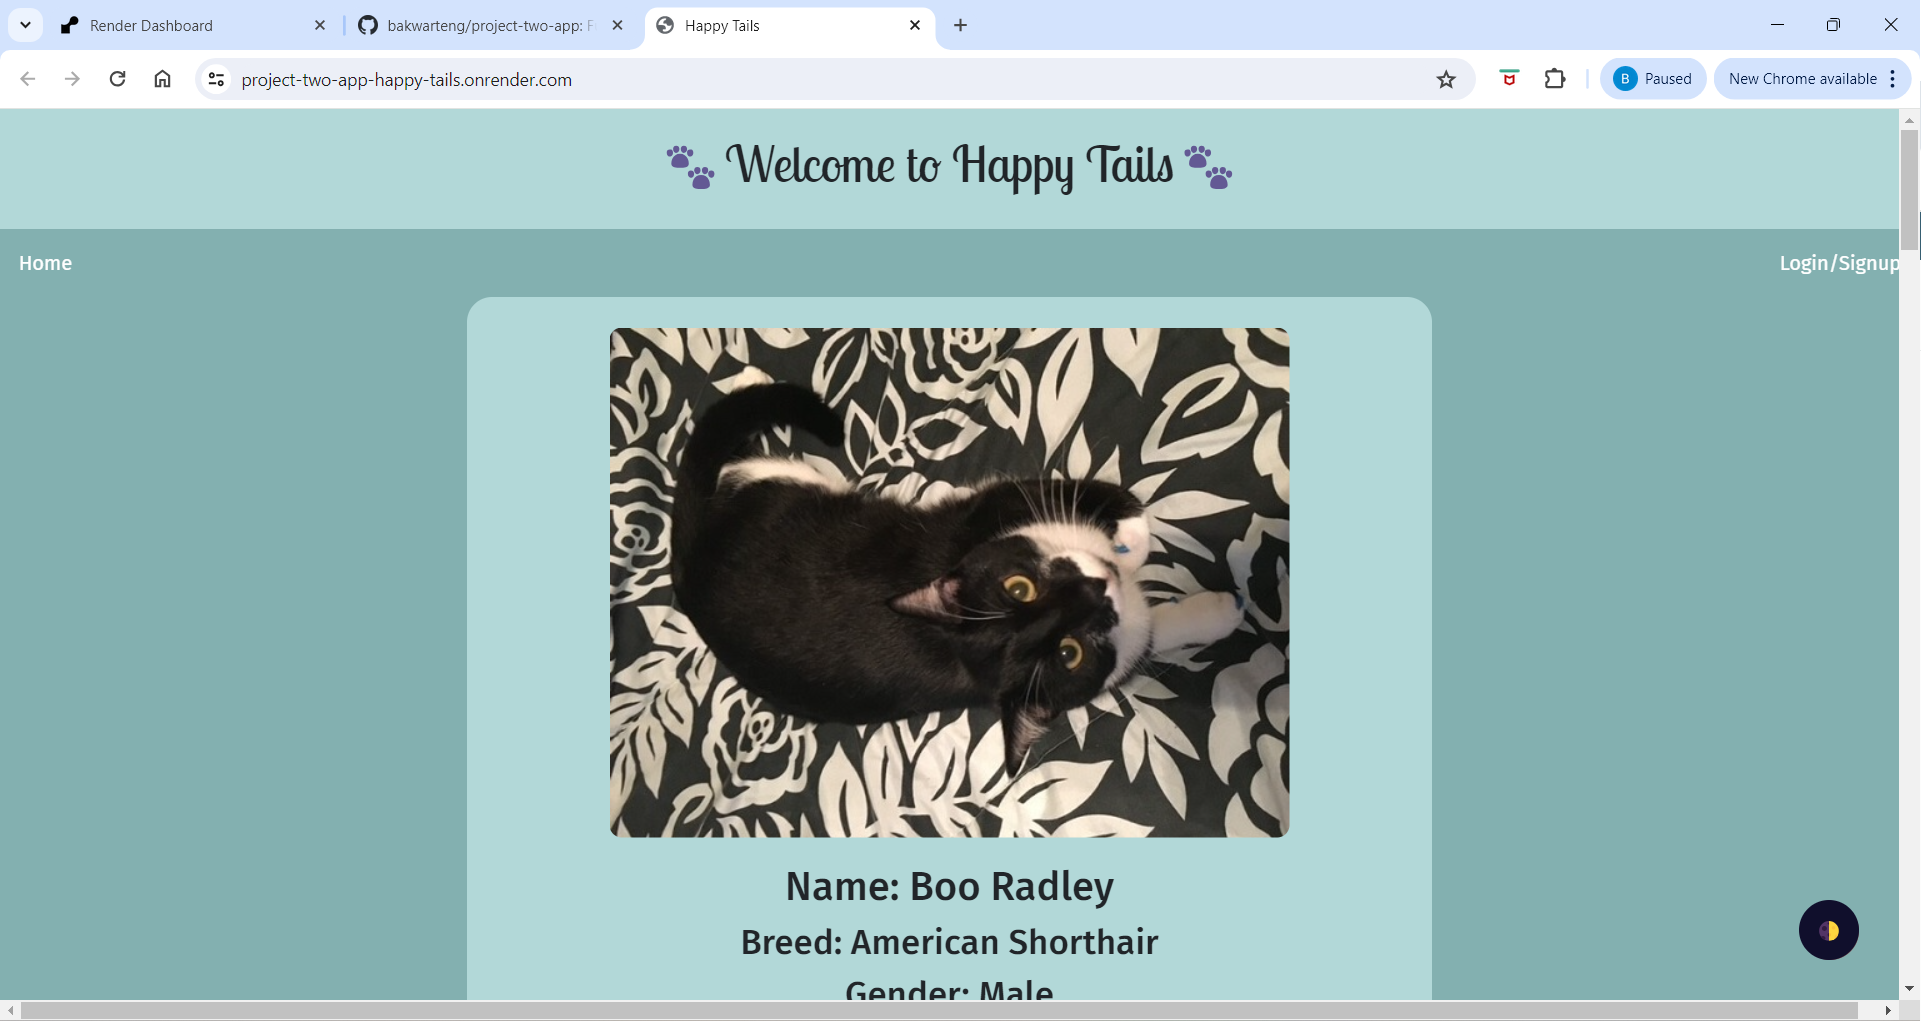 Render Dashboard
bakwarteng/project-two-app: F
Happy Tails
project-two-app-happy-tails.onrender.com
B Paused
New Chrome available
Welcome to Happy Tails
Home
Login/Signup
Name: Boo Radley
Breed: American Shorthair
Gender: Male